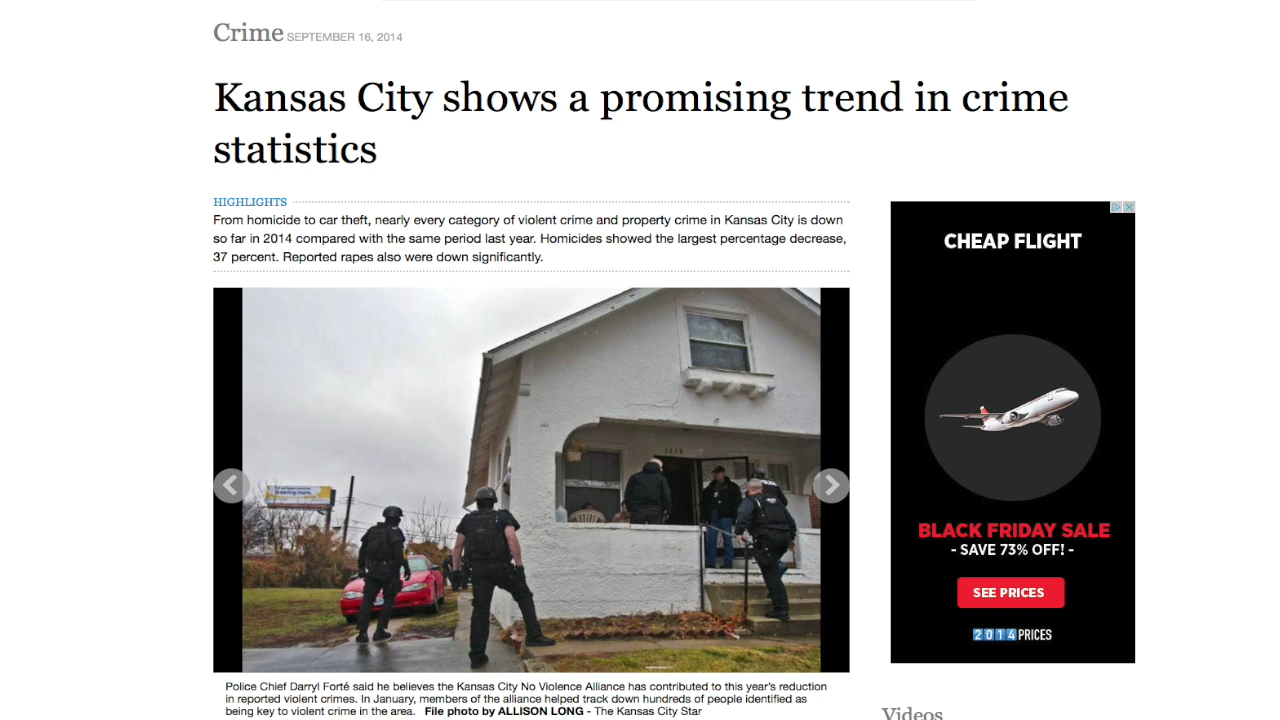 Crime SEPTEMBER 16, 2014
Kansas City shows a promising trend in crime
statistics
HIGHLIGHTS
From homicide to car theft, nearly every category of violent crime and property crime in Kansas City is down
so far in 2014 compared with the same period last year. Homicides showed the largest percentage decrease,
37 percent. Reported rapes also were down significantly.
1218
Police Chief Darryl Forté said he believes the Kansas City No Violence Alliance has contributed to this year's reduction
in reported violent crimes. In January, members of the alliance helped track down hundreds of people identified as
being key to violent crime in the area. File photo by ALLISON LONG - The Kansas City Star
CHEAP FLIGHT
BLACK FRIDAY SALE
- SAVE 73% OFF! -
SEE PRICES
2014 PRICES
Videos